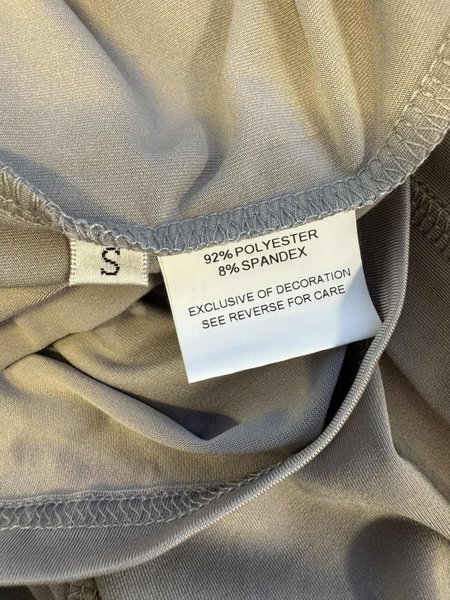 S
92% POLYESTER
8% SPANDEX
EXCLUSIVE OF DECORATION
SEE REVERSE FOR CARE